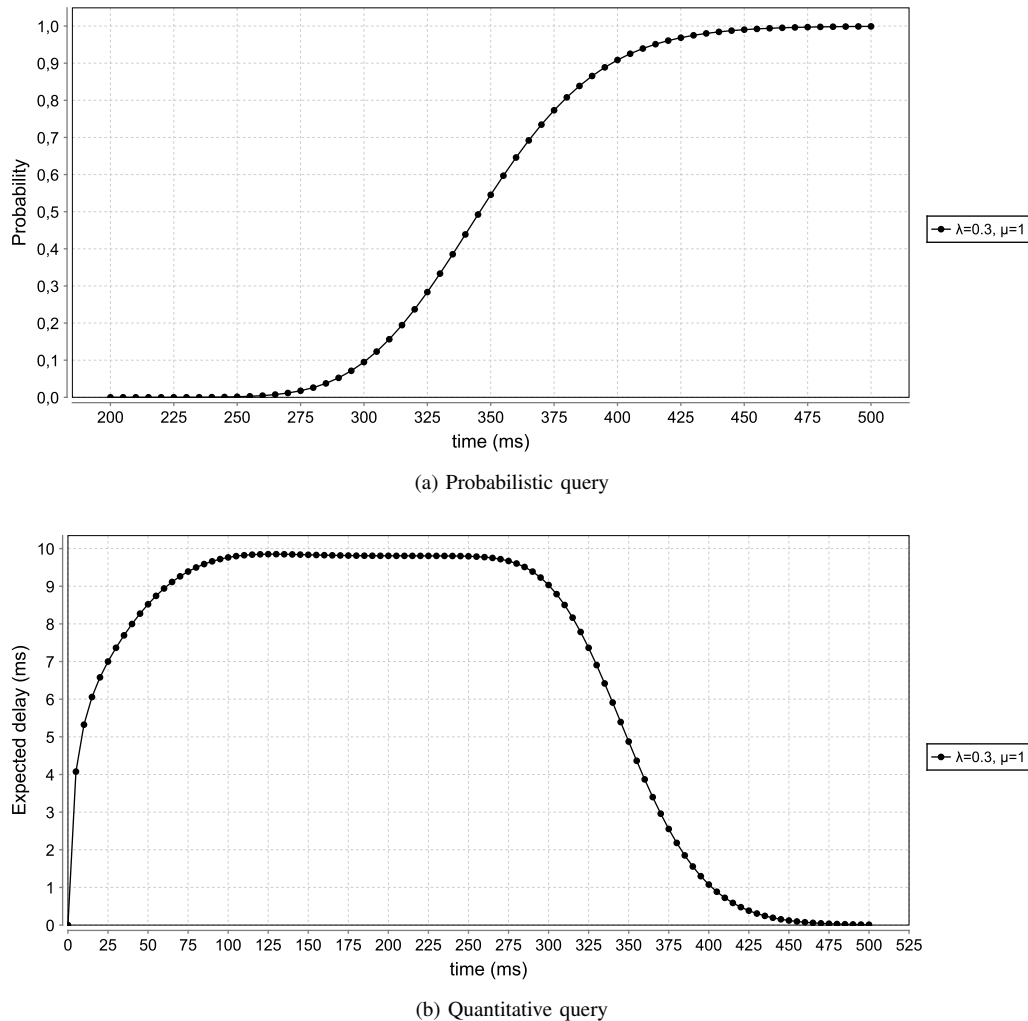 1,0
0,9
0,8
0,7
0,6
0,5
0,4
0,3
0,2
0,1
0,0
Probability
200 225 250 275 300 325 350 375 400 425 450 475 500
time (ms)
λ=0.3, µ=1
(a) Probabilistic query
10
9
8
7
6
5
4
3
2
1
0
Expected delay (ms)
0 25 50 75 100 125 150 175 200 225 250 275 300 325 350 375 400 425 450 475 500 525
time (ms)
λ=0.3, µ=1
(b) Quantitative query